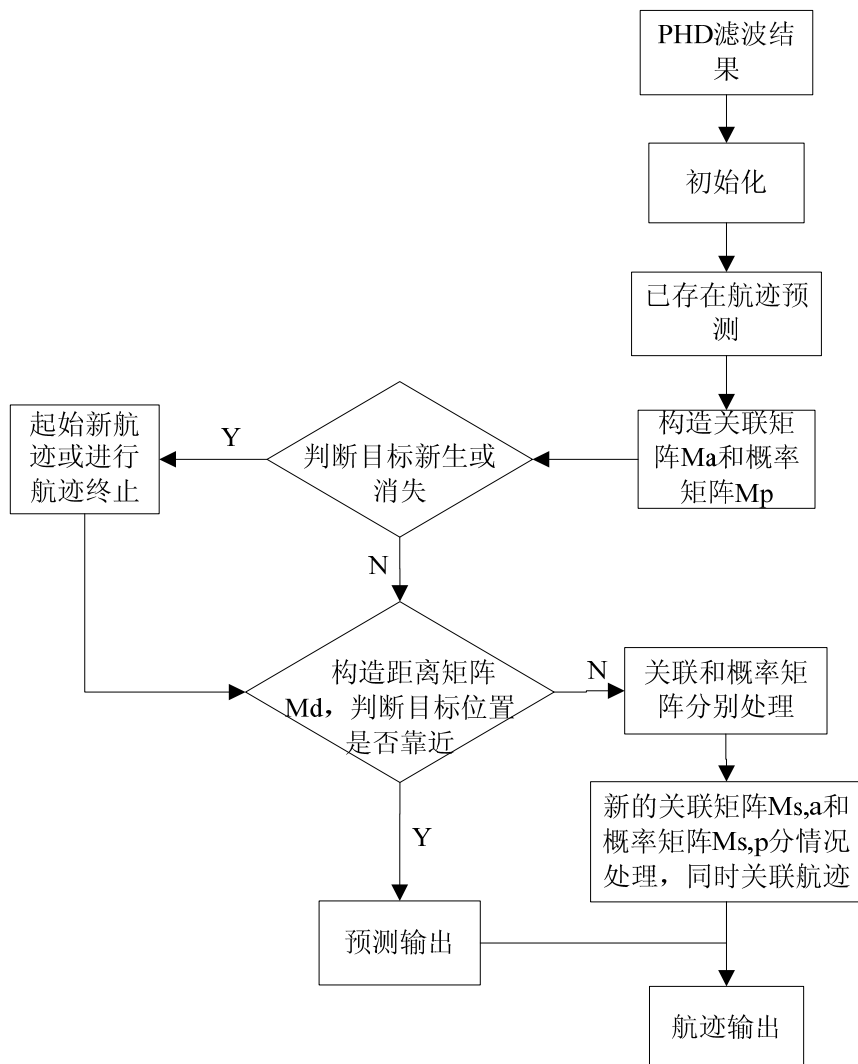 PHD滤波结
果
初始化
已存在航迹预
测
构造关联矩
阵Ma和概率
矩阵Mp
判断目标新生或
消失
Y
起始新航
迹或进行
航迹终止
N
构造距离矩阵
Md，判断目标位置
是否靠近
N
关联和概率矩
阵分别处理
新的关联矩阵Ms,a和
概率矩阵Ms,p分情况
处理，同时关联航迹
Y
预测输出
航迹输出